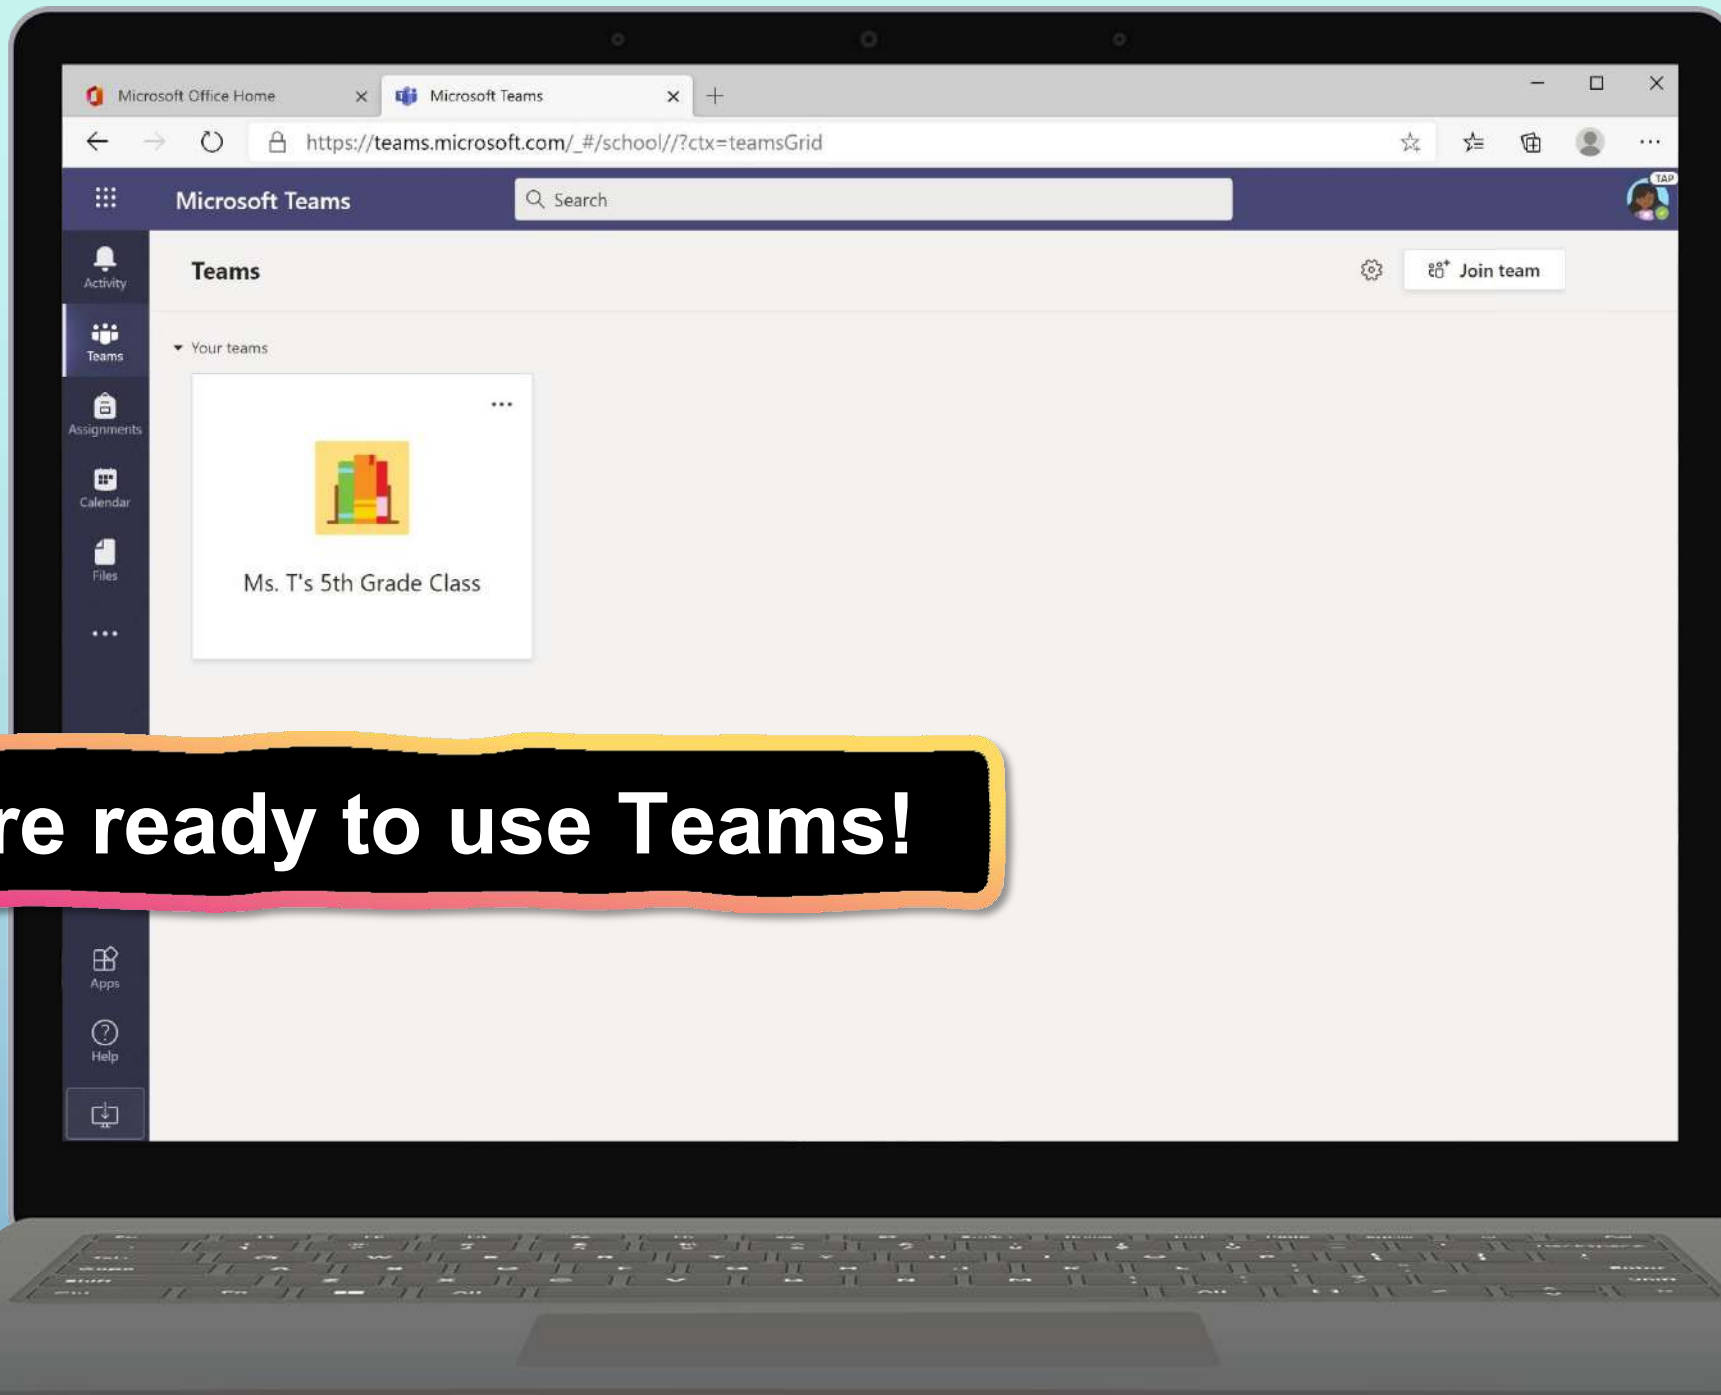 Microsoft Office Home
Microsoft Teams
https://teams.microsoft.com/_#/school//?ctx=teamsGrid
Microsoft Teams
Search
TAP
Activity
Teams
Join team
Teams
Your teams
Assignments
Calendar
Files
Ms. T's 5th Grade Class
re ready to use Teams!
Apps
Help